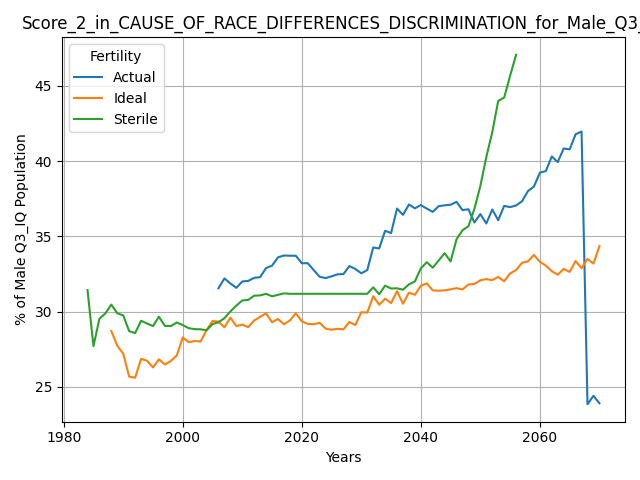 Score_2_in_CAUSE_OF_RACE_DIFFERENCES_DISCRIMINATION_for_Male_Q3_
Fertility
Actual
Ideal
Sterile
% of Male Q3_IQ Population
45
40
35
30
25
1980
2000
2020
2040
2060
Years